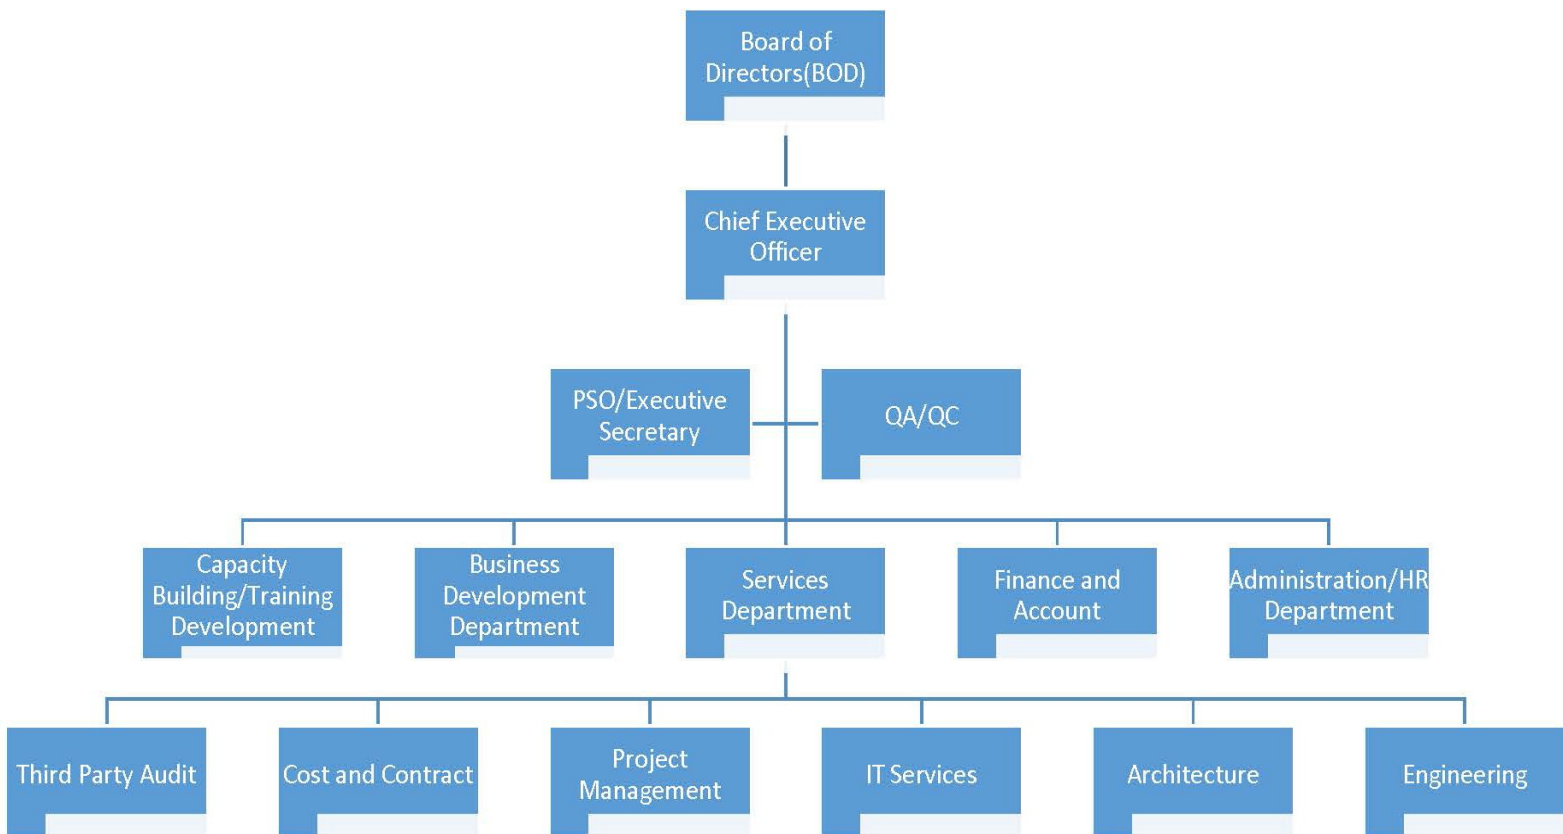 Board of
Directors(BOD)
Chief Executive
Officer
PSO/Executive
Secretary
QA/QC
Capacity
Building/Training
Development
Business
Development
Department
Services
Department
Finance and
Account
Administration/HR
Department
Third Party Audit
Cost and Contract
Project
Management
IT Services
Architecture
Engineering